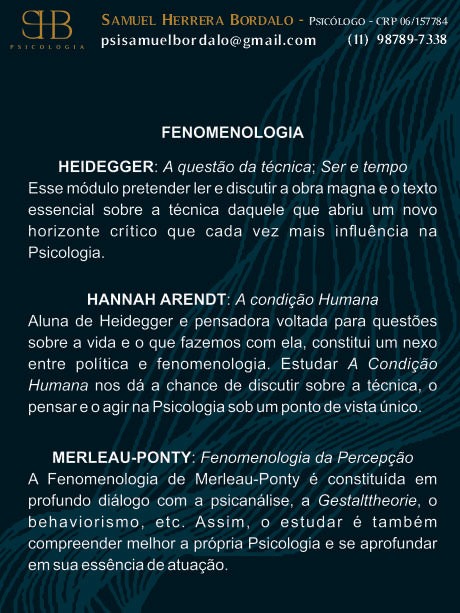 SHB
PSICOLOGIA
SAMUEL HERRERA BORDALO - PSICÓLOGO - CRP 06/157784
psisamuelbordalo@gmail.com (11) 98789-7338
FENOMENOLOGIA
HEIDEGGER: A questão da técnica; Ser e tempo
Esse módulo pretender ler e discutir a obra magna e o texto
essencial sobre a técnica daquele que abriu um novo
horizonte crítico que cada vez mais influência na
Psicologia.
HANNAH ARENDT: A condição Humana
Aluna de Heidegger e pensadora voltada para questões
sobre a vida e o que fazemos com ela, constitui um nexo
entre política e fenomenologia. Estudar A Condição
Humana nos dá a chance de discutir sobre a técnica, o
pensar e o agir na Psicologia sob um ponto de vista único.
MERLEAU-PONTY: Fenomenologia da Percepção
A Fenomenologia de Merleau-Ponty é constituída em
profundo diálogo com a psicanálise, a Gestalttheorie, o
behaviorismo, etc. Assim, o estudar é também
compreender melhor a própria Psicologia e se aprofundar
em sua essência de atuação.